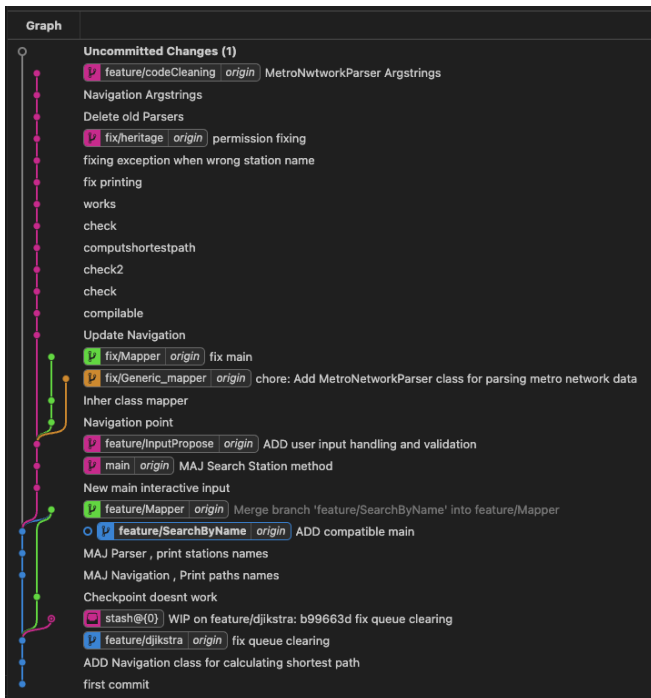 Graph
Uncommitted Changes (1)
feature/codeCleaning origin MetroNwtworkParser Argstrings
Navigation Argstrings
Delete old Parsers
fix/heritage origin permission fixing
fixing exception when wrong station name
fix printing
works
check
computshortestpath
check2
check
compilable
Update Navigation
fix/Mapper origin fix main
fix/Generic_mapper origin chore: Add MetroNetworkParser class for parsing metro network data
Inher class mapper
Navigation point
feature/InputPropose origin ADD user input handling and validation
main origin MAJ Search Station method
New main interactive input
feature/Mapper origin Merge branch 'feature/SearchByName' into feature/Mapper
feature/SearchByName origin ADD compatible main
MAJ Parser , print stations names
MAJ Navigation , Print paths names
Checkpoint doesnt work
stash@{0} WIP on feature/djikstra: b99663d fix queue clearing
feature/djikstra origin fix queue clearing
ADD Navigation class for calculating shortest path
first commit